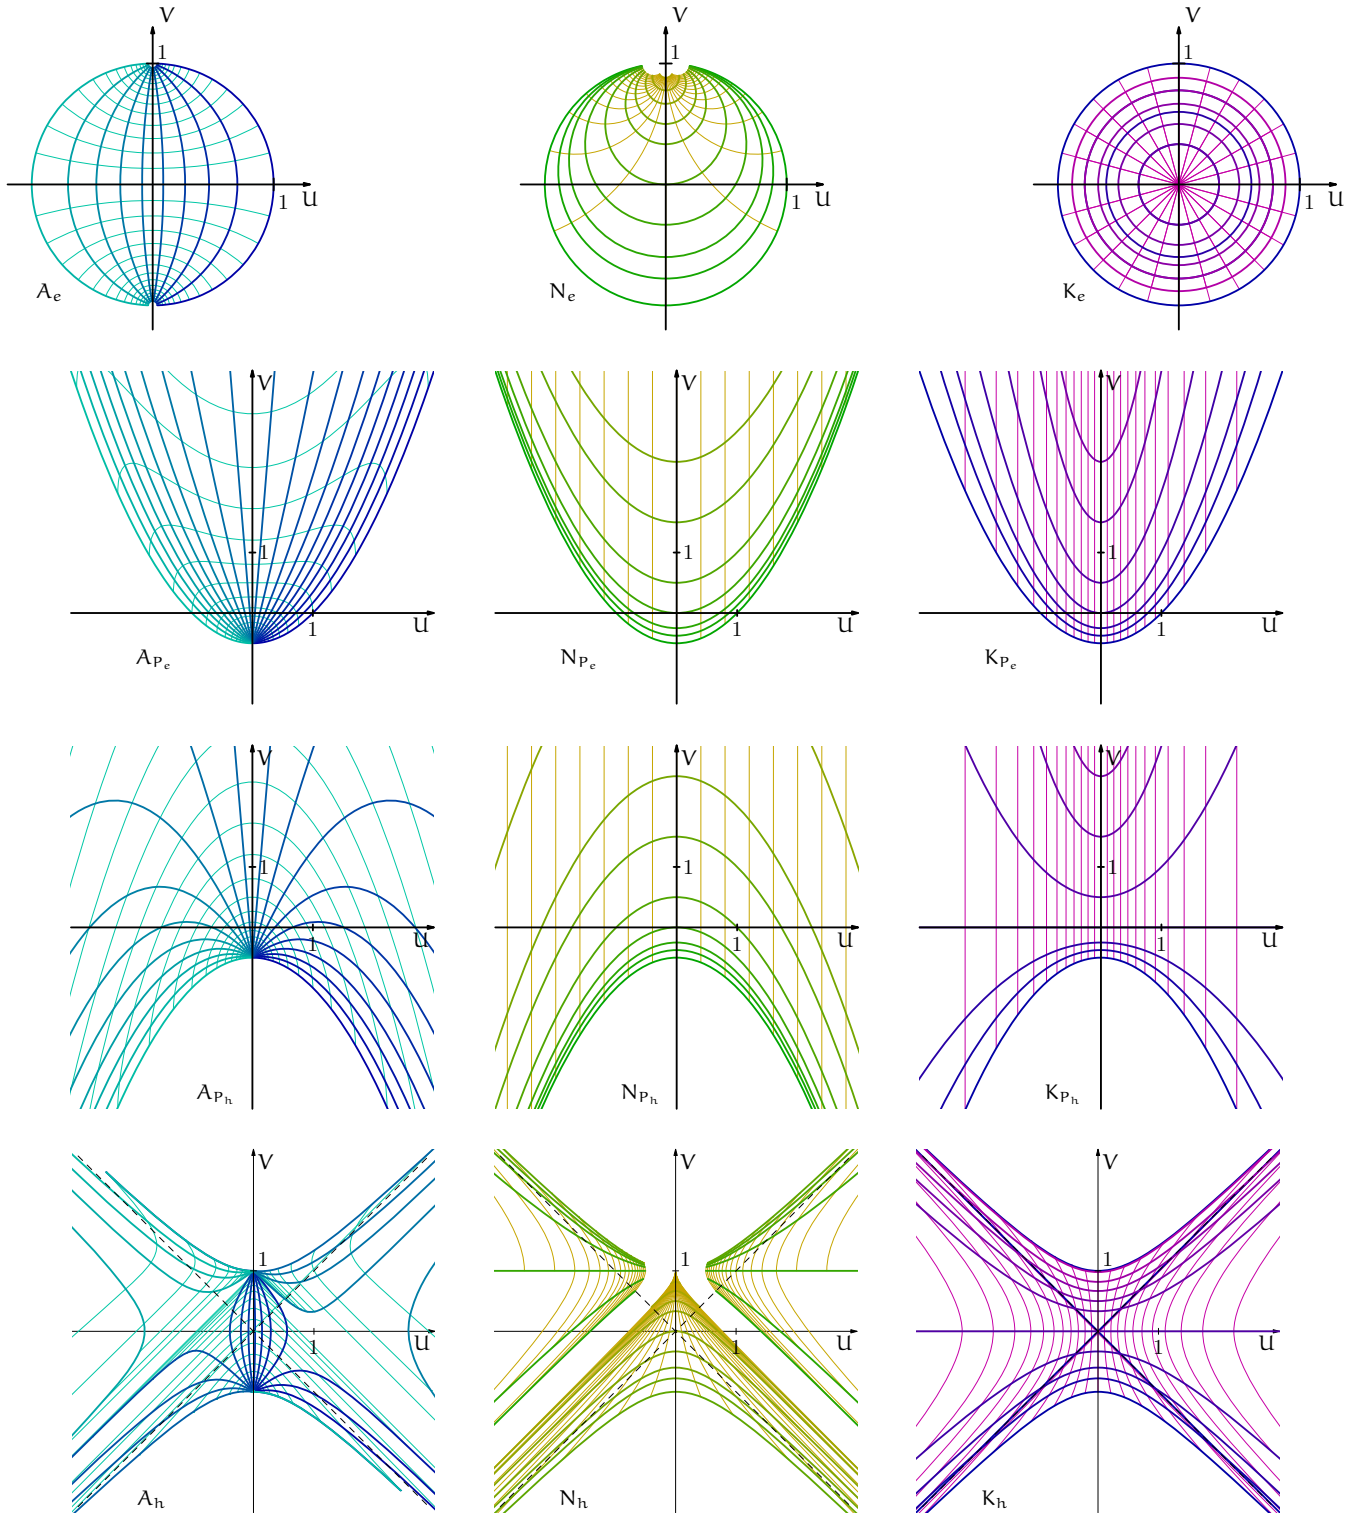 V V V
1 1 1
1 U 1 U 1 U
A_e N_e K_e
V V V
1 1 1
1 U 1 U 1 U
A_{P_e} N_{P_e} K_{P_e}
V V V
1 1 1
1 U 1 U 1 U
A_{P_h} N_{P_h} K_{P_h}
V V V
1 1 1
1 U 1 U 1 U
A_h N_h K_h